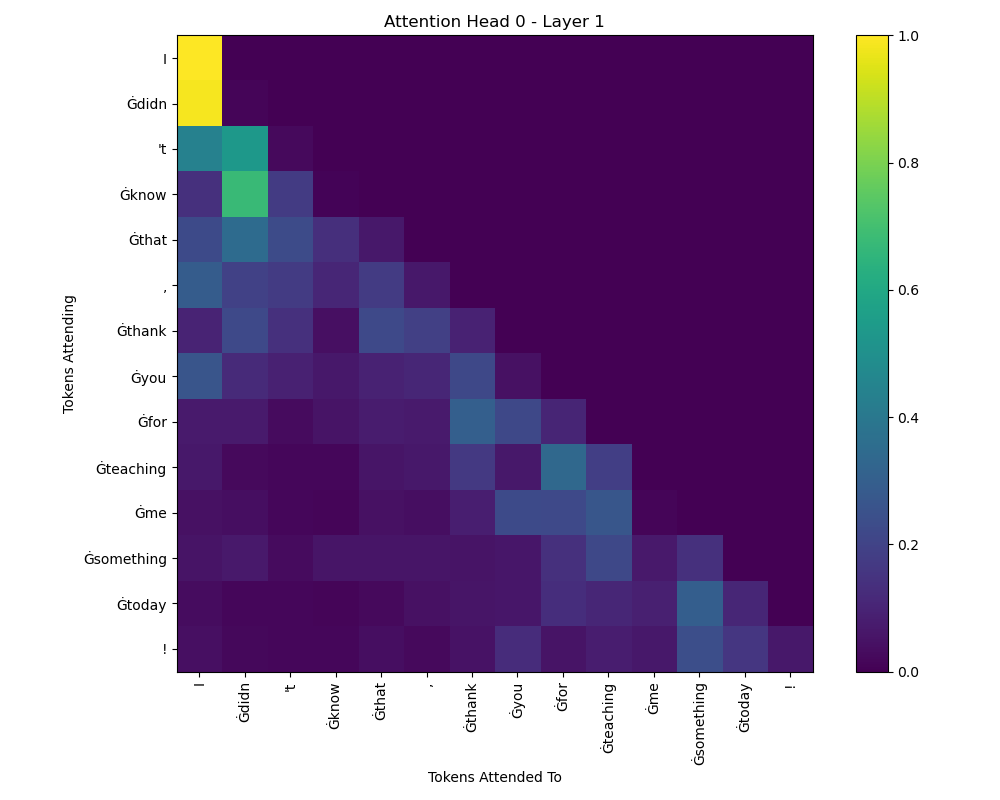 Attention Head 0 - Layer 1
Tokens Attending
I
Ġdidn
't
Ġknow
Ġthat
,
Ġthank
Ġyou
Ġfor
Ġteaching
Ġme
Ġsomething
Ġtoday
!
I
Ġdidn
't
Ġknow
Ġthat
,
Ġthank
Ġyou
Ġfor
Ġteaching
Ġme
Ġsomething
Ġtoday
!
Tokens Attended To
1.0
0.8
0.6
0.4
0.2
0.0